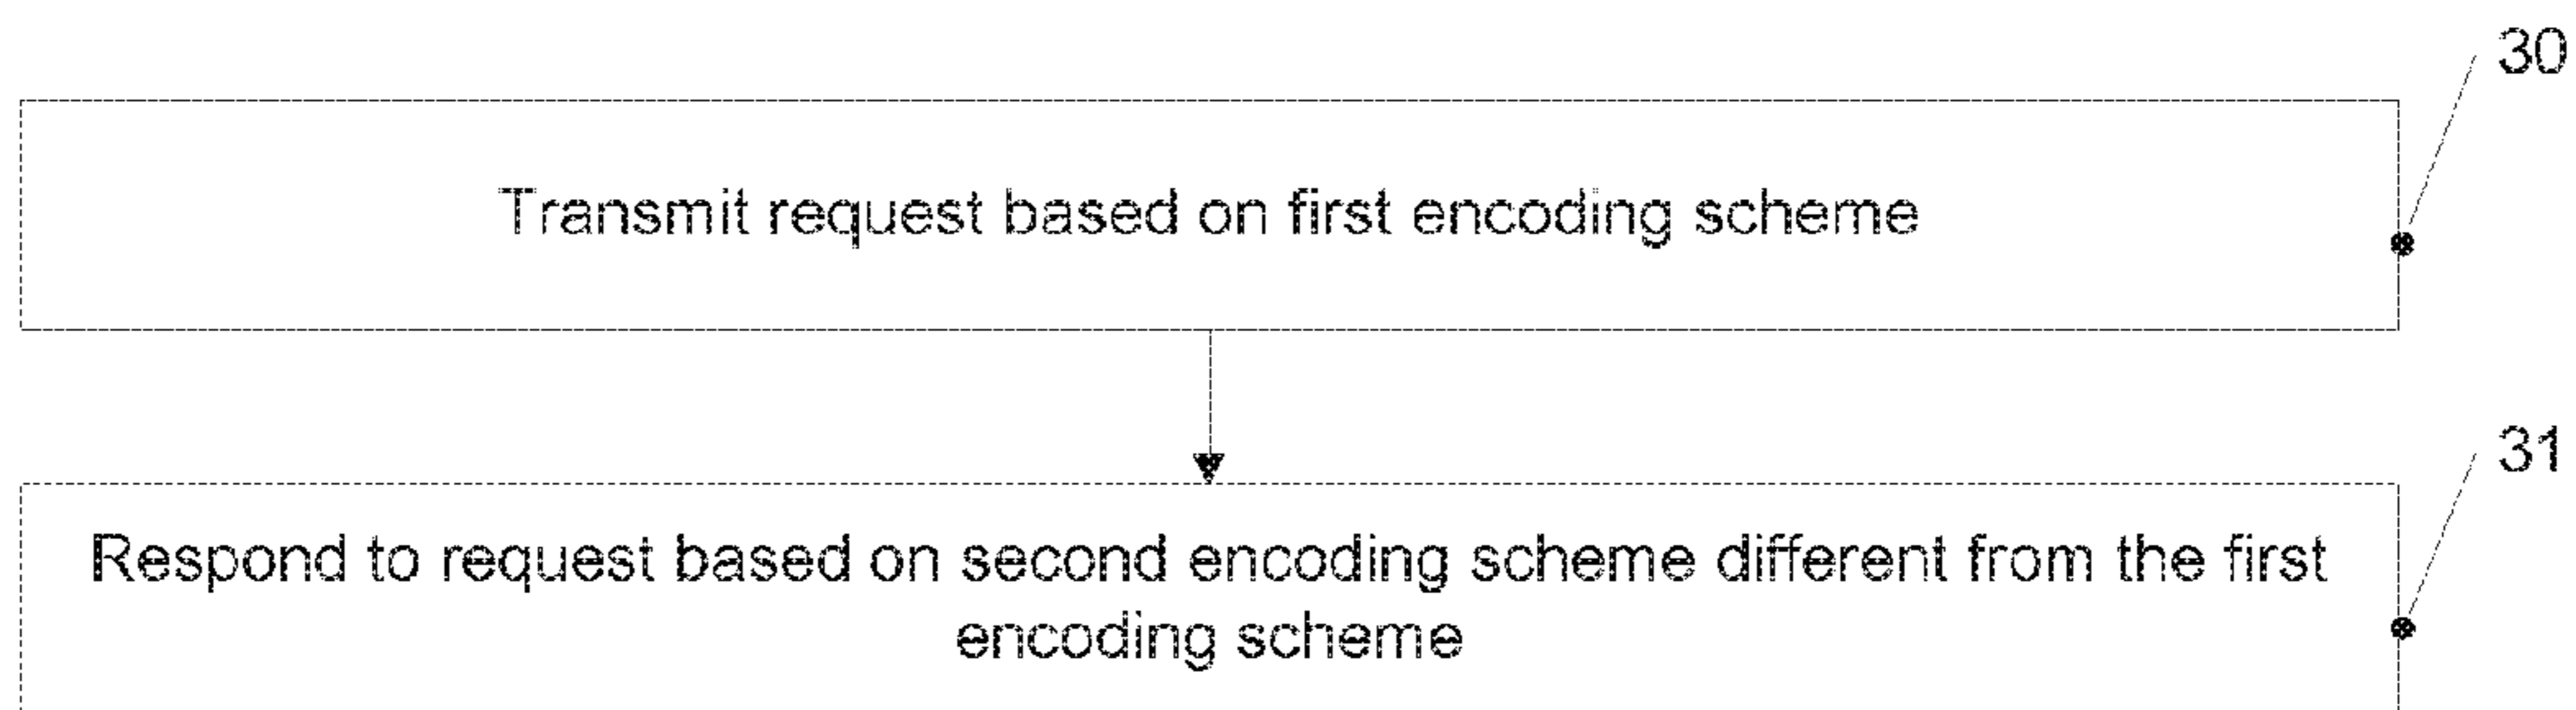 30
Transmit request based on first encoding scheme
31
Respond to request based on second encoding scheme different from the first
encoding scheme